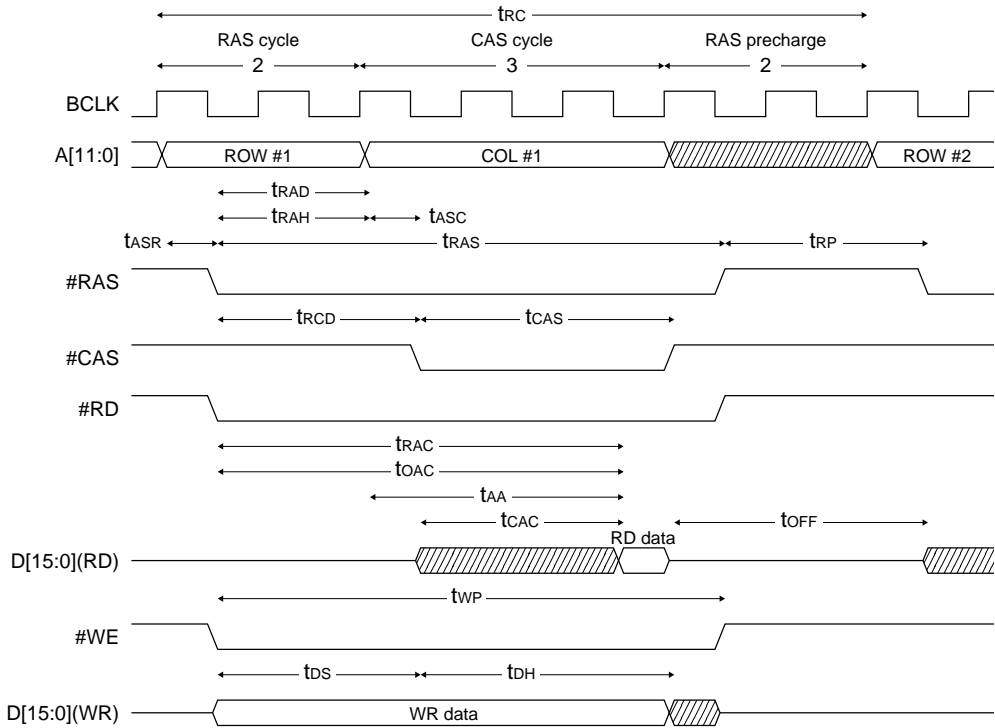 tRC
RAS cycle CAS cycle RAS precharge
2 3 2
BCLK
A[11:0] ROW #1 COL #1 ROW #2
tRAD
tRAH tASC
tASR tRAS tRP
#RAS
tRCD tCAS
#CAS
#RD
tRAC
tOAC
tAA
tCAC tOFF
RD data
D[15:0](RD)
tWP
#WE
tDS tDH
D[15:0](WR) WR data